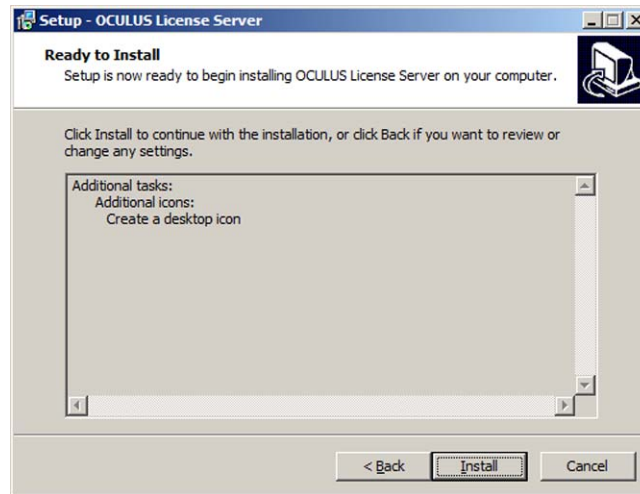 Setup - OCULUS License Server
Ready to Install
Setup is now ready to begin installing OCULUS License Server on your computer.
Click Install to continue with the installation, or click Back if you want to review or
change any settings.
Additional tasks:
Additional icons:
Create a desktop icon
< Back
Install
Cancel